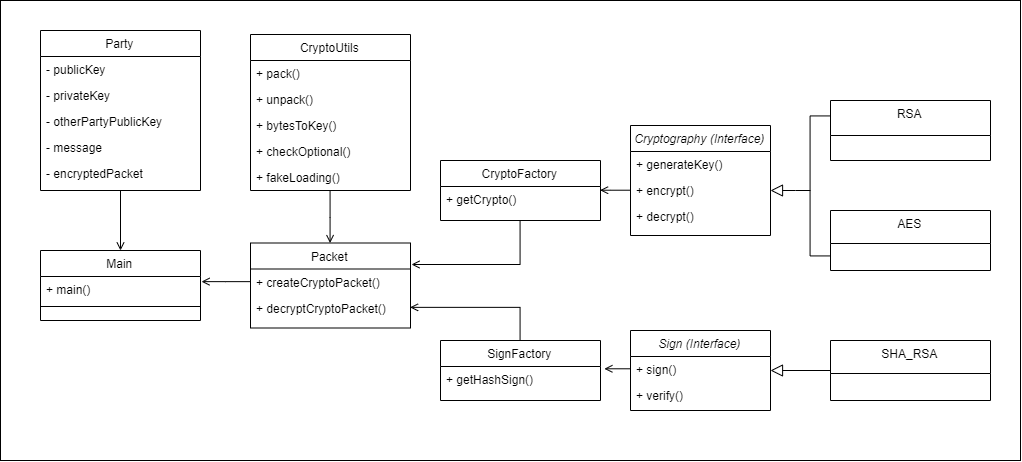 Party
- publicKey
- privateKey
- otherPartyPublicKey
- message
- encryptedPacket
CryptoUtils
+ pack()
+ unpack()
+ bytesToKey()
+ checkOptional()
+ fakeLoading()
CryptoFactory
+ getCrypto()
Cryptography (Interface)
+ generateKey()
+ encrypt()
+ decrypt()
RSA
AES
Main
+ main()
Packet
+ createCryptoPacket()
+ decryptCryptoPacket()
SignFactory
+ getHashSign()
Sign (Interface)
+ sign()
+ verify()
SHA_RSA